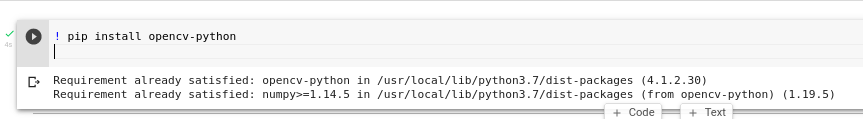 ! pip install opencv-python
4s
Requirement already satisfied: opencv-python in /usr/local/lib/python3.7/dist-packages (4.1.2.30)
Requirement already satisfied: numpy>=1.14.5 in /usr/local/lib/python3.7/dist-packages (from opencv-python) (1.19.5)
+ Code + Text